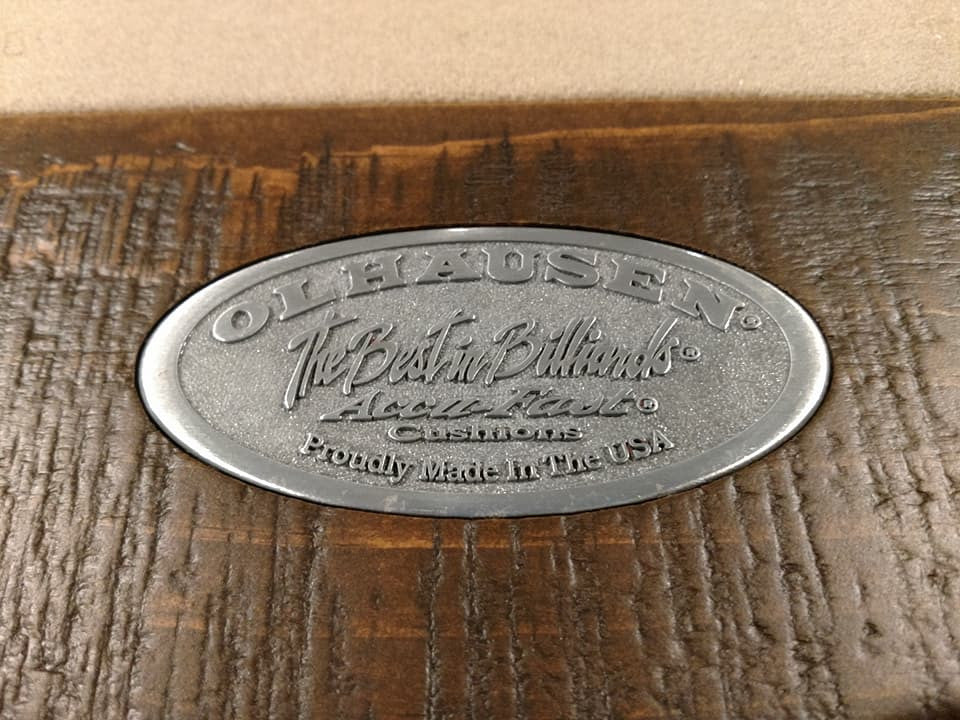 OLHAUSEN®
The Best in Billiards®
Accu-Fast®
Cushions
Proudly Made In The USA